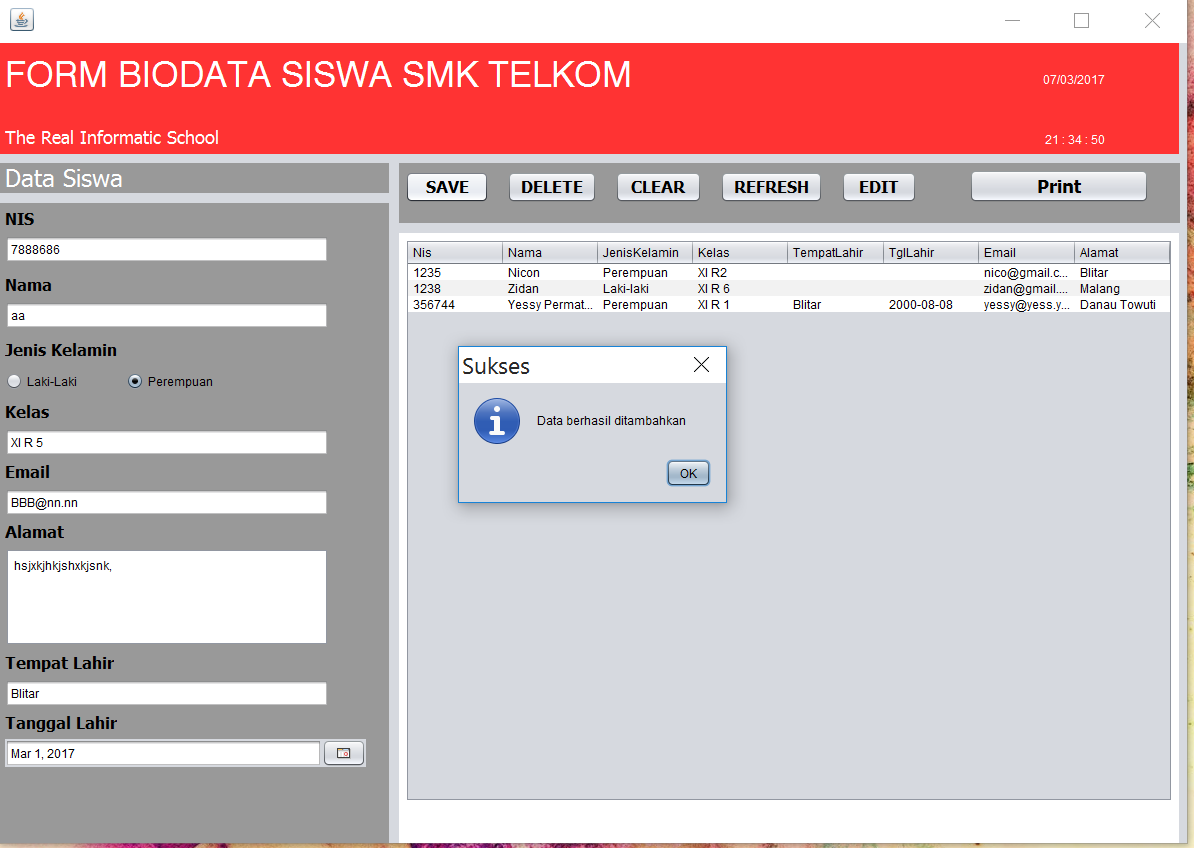 FORM BIODATA SISWA SMK TELKOM
07/03/2017
The Real Informatic School
21 : 34 : 50
Data Siswa
SAVE DELETE CLEAR REFRESH EDIT Print
NIS
7888686
Nama
aa
Jenis Kelamin
Laki-Laki Perempuan
Kelas
XI R 5
Email
BBB@nn.nn
Alamat
hsjxkjhkjshxkjsnk,
Tempat Lahir
Blitar
Tanggal Lahir
Mar 1, 2017
Nis Nama JenisKelamin Kelas TempatLahir TglLahir Email Alamat
1235 Nicon Perempuan XI R2 nico@gmail.c... Blitar
1238 Zidan Laki-laki XI R 6 zidan@gmail.... Malang
356744 Yessy Permat... Perempuan XI R 1 Blitar 2000-08-08 yessy@yess.y... Danau Towuti
Sukses
Data berhasil ditambahkan
OK